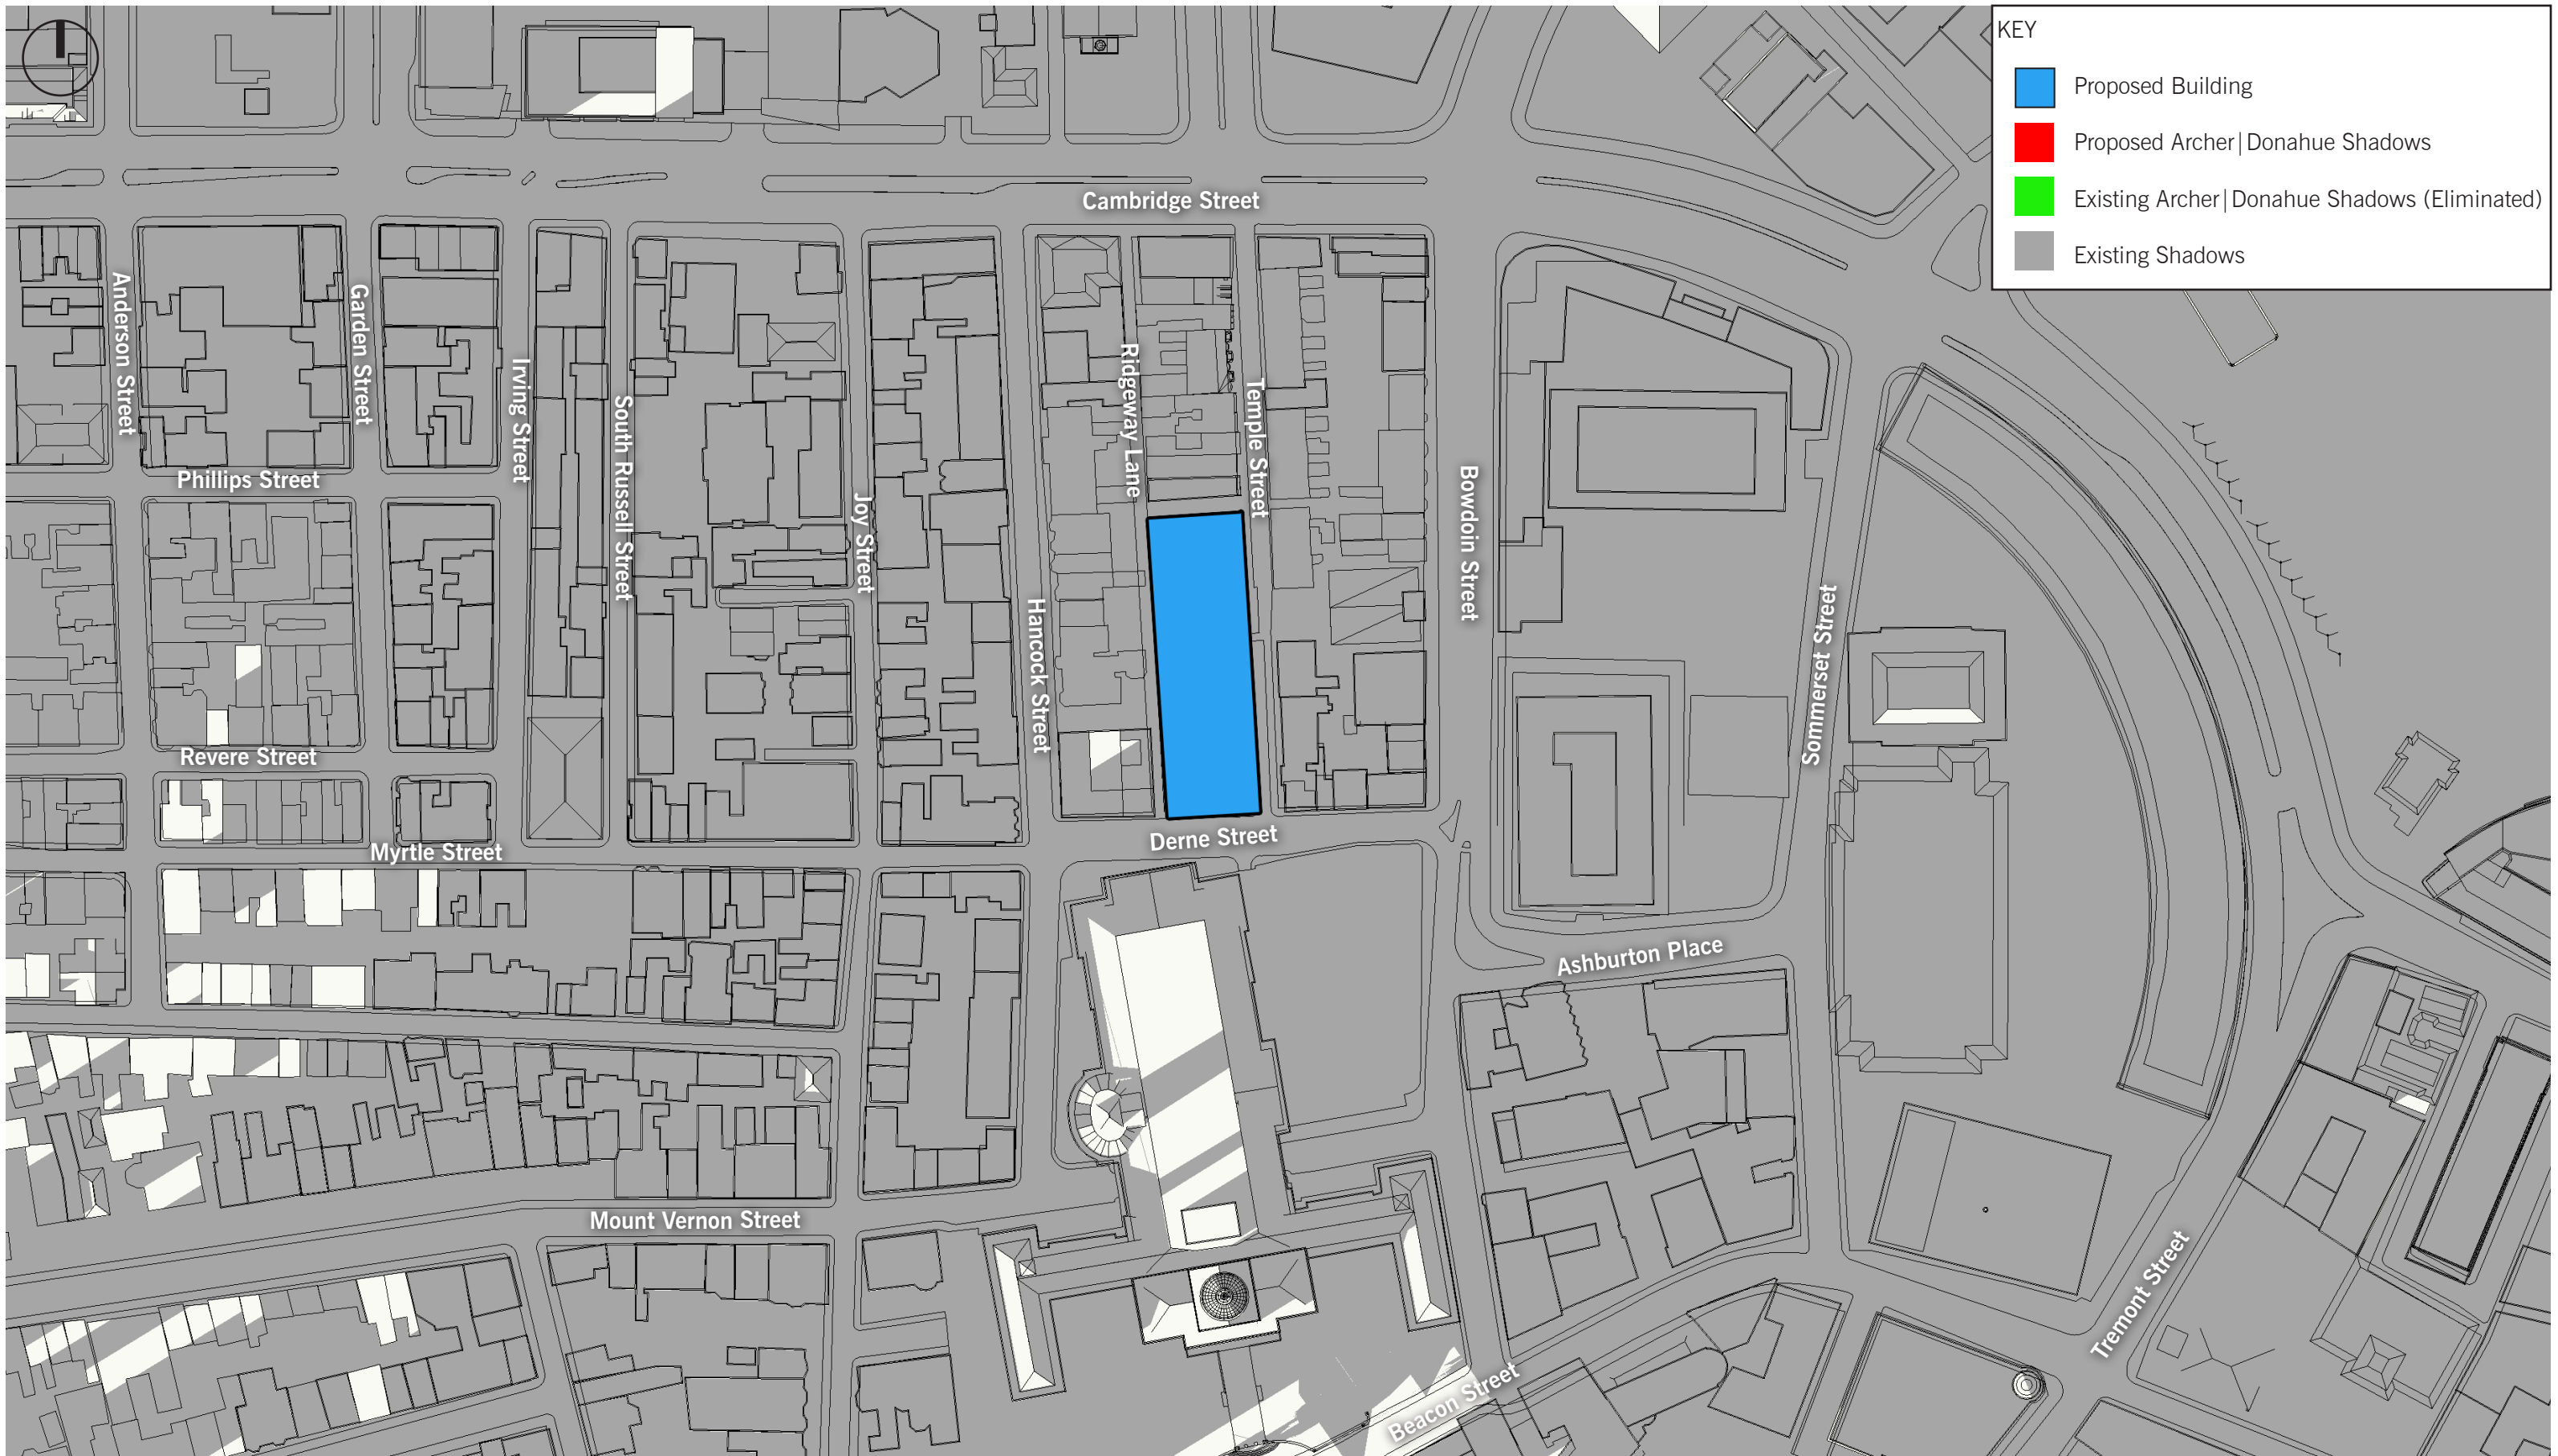 KEY
Proposed Building
Proposed Archer|Donahue Shadows
Existing Archer|Donahue Shadows (Eliminated)
Existing Shadows
Cambridge Street
Anderson Street
Garden Street
Irving Street
South Russell Street
Joy Street
Hancock Street
Ridgeway Lane
Temple Street
Bowdoin Street
Sommerset Street
Phillips Street
Revere Street
Myrtle Street
Derne Street
Ashburton Place
Mount Vernon Street
Beacon Street
Tremont Street